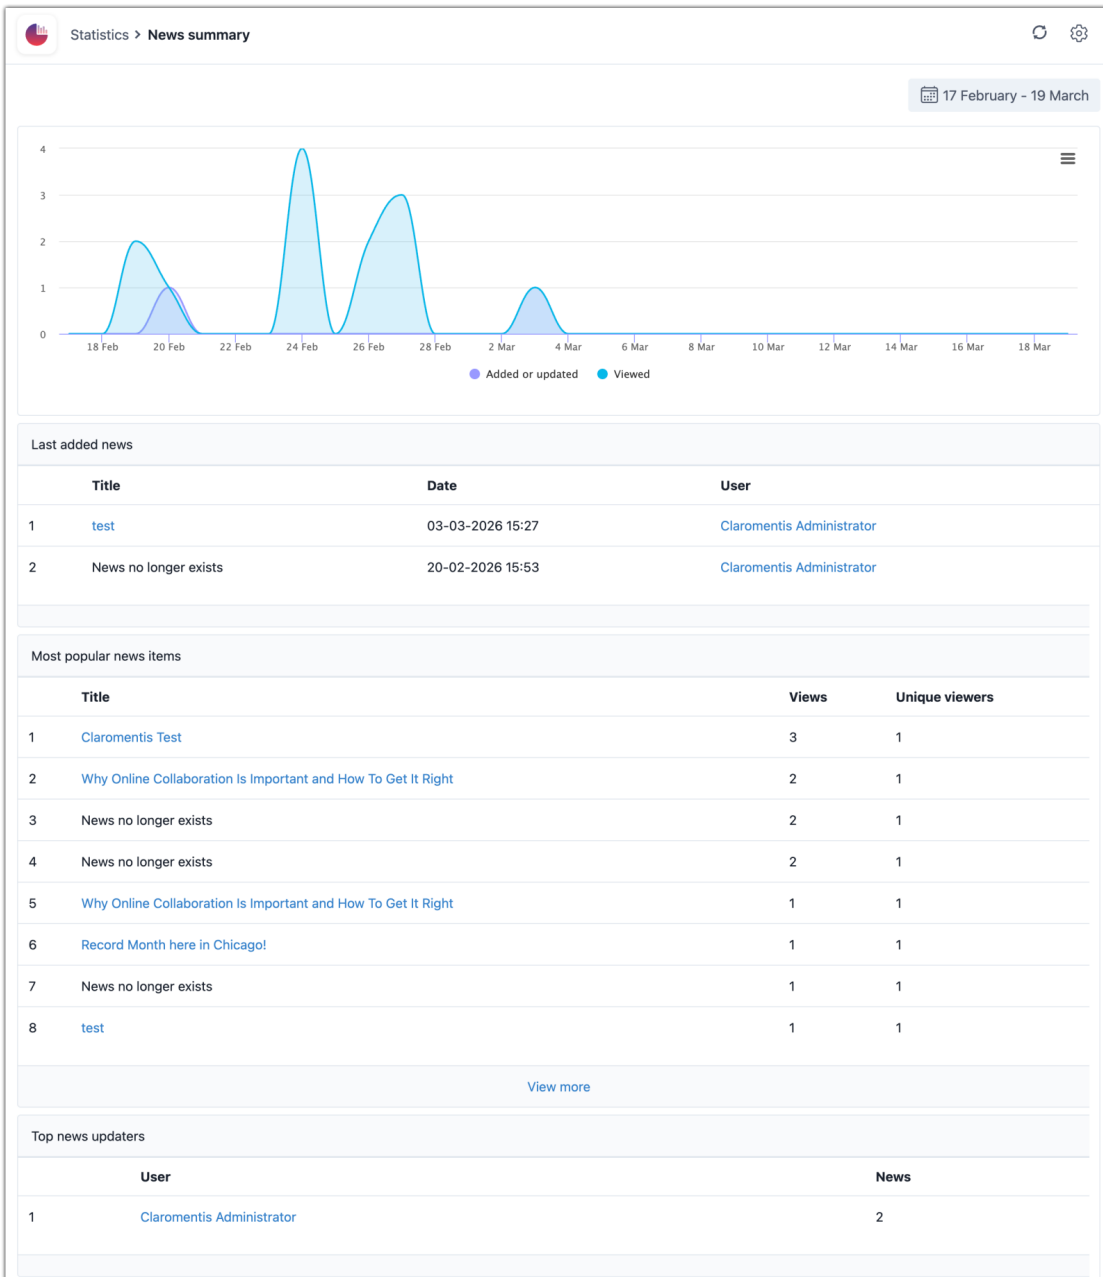 Statistics > News summary
17 February - 19 March
4
3
2
1
0
18 Feb 20 Feb 22 Feb 24 Feb 26 Feb 28 Feb 2 Mar 4 Mar 6 Mar 8 Mar 10 Mar 12 Mar 14 Mar 16 Mar 18 Mar
Added or updated Viewed
Last added news
Title Date User
1 test 03-03-2026 15:27 Claromentis Administrator
2 News no longer exists 20-02-2026 15:53 Claromentis Administrator
Most popular news items
Title Views Unique viewers
1 Claromentis Test 3 1
2 Why Online Collaboration Is Important and How To Get It Right 2 1
3 News no longer exists 2 1
4 News no longer exists 2 1
5 Why Online Collaboration Is Important and How To Get It Right 1 1
6 Record Month here in Chicago! 1 1
7 News no longer exists 1 1
8 test 1 1
View more
Top news updaters
User News
1 Claromentis Administrator 2